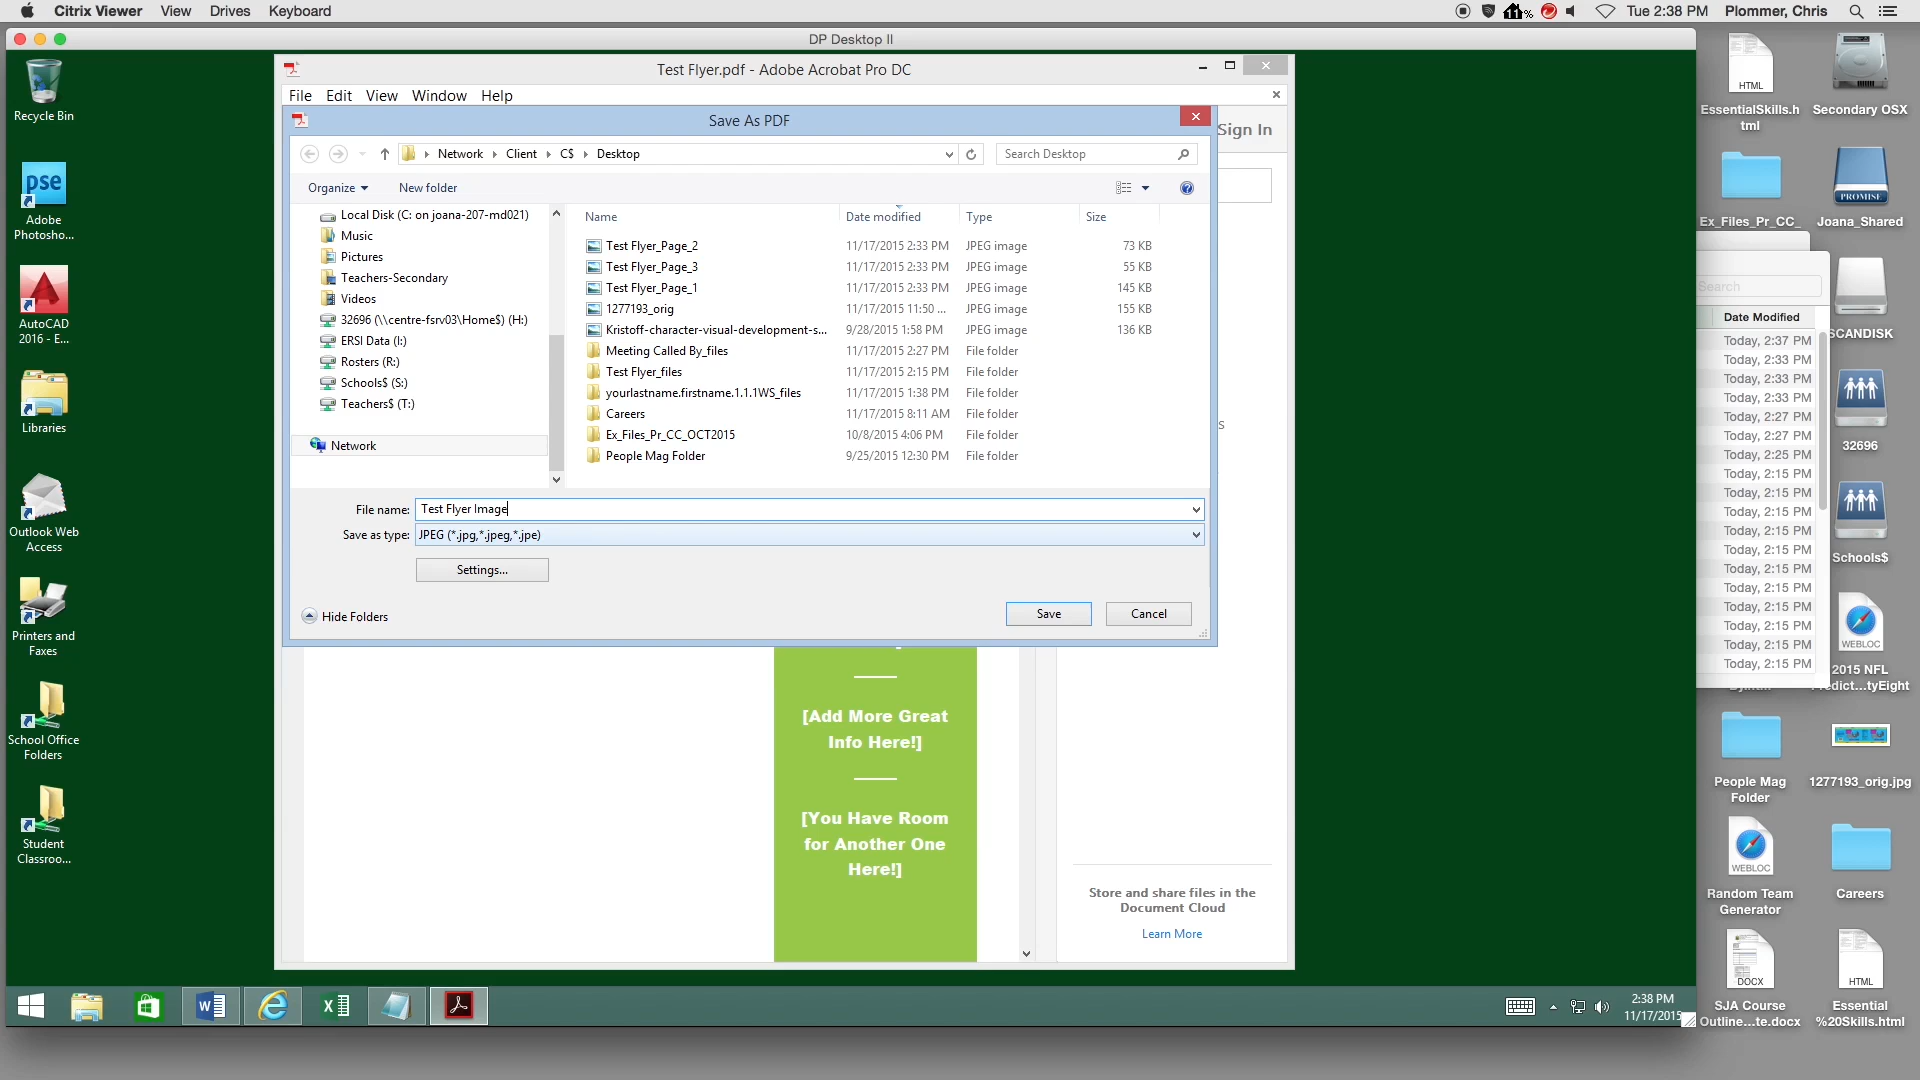 Citrix Viewer View Drives Keyboard
11%
Tue 2:38 PM Plommer, Chris
DP Desktop II
Recycle Bin
Adobe
Photosho...
AutoCAD
2016 - E...
Libraries
Outlook Web
Access
Printers and
Faxes
School Office
Folders
Student
Classroo...
Test Flyer.pdf - Adobe Acrobat Pro DC
File Edit View Window Help
Sign In
Save As PDF
Network Client C$ Desktop
Search Desktop
Organize New folder
Local Disk (C: on joana-207-md021)
Music
Pictures
Teachers-Secondary
Videos
32696 (\\centre-fsrv03\Home$) (H:)
ERSI Data (I:)
Rosters (R:)
Schools$ (S:)
Teachers$ (T:)
Network
Name Date modified Type Size
Test Flyer_Page_2 11/17/2015 2:33 PM JPEG image 73 KB
Test Flyer_Page_3 11/17/2015 2:33 PM JPEG image 55 KB
Test Flyer_Page_1 11/17/2015 2:33 PM JPEG image 145 KB
1277193_orig 11/17/2015 11:50 ... JPEG image 155 KB
Kristoff-character-visual-development-s... 9/28/2015 1:58 PM JPEG image 136 KB
Meeting Called By_files 11/17/2015 2:27 PM File folder
Test Flyer_files 11/17/2015 2:15 PM File folder
yourlastname.firstname.1.1.1WS_files 11/17/2015 1:38 PM File folder
Careers 11/17/2015 8:11 AM File folder
Ex_Files_Pr_CC_OCT2015 10/8/2015 4:06 PM File folder
People Mag Folder 9/25/2015 12:30 PM File folder
File name: Test Flyer Image
Save as type: JPEG (*.jpg,*.jpeg,*.jpe)
Settings...
Hide Folders
Save Cancel
s
[Add More Great
Info Here!]
[You Have Room
for Another One
Here!]
Store and share files in the
Document Cloud
Learn More
2:38 PM
11/17/2015
HTML
EssentialSkills.h
tml
Secondary OSX
Ex_Files_Pr_CC_
PROMISE
Joana_Shared
Search
Date Modified
Today, 2:37 PM
Today, 2:33 PM
Today, 2:33 PM
Today, 2:33 PM
Today, 2:27 PM
Today, 2:27 PM
Today, 2:25 PM
Today, 2:15 PM
Today, 2:15 PM
Today, 2:15 PM
Today, 2:15 PM
Today, 2:15 PM
Today, 2:15 PM
Today, 2:15 PM
Today, 2:15 PM
Today, 2:15 PM
Today, 2:15 PM
Today, 2:15 PM
SCANDISK
32696
Schools$
WEBLOC
2015 NFL
Predict...tyEight
People Mag
Folder
1277193_orig.jpg
WEBLOC
Random Team
Generator
Careers
DOCX
SJA Course
Outline...te.docx
HTML
Essential
%20Skills.html